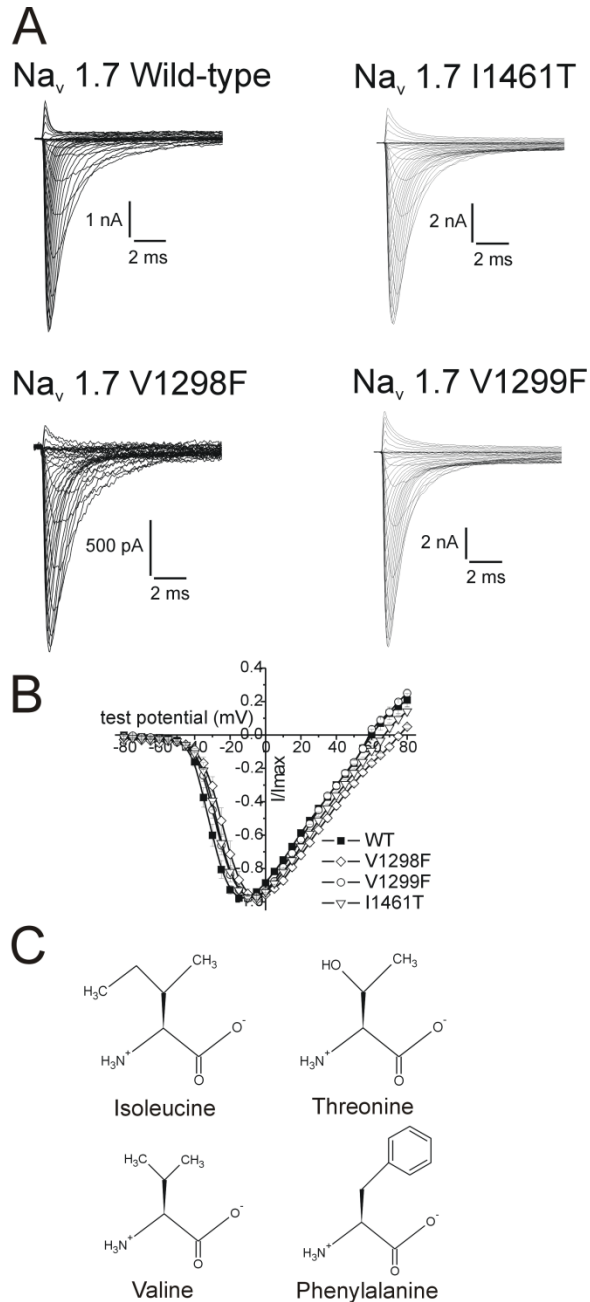 A
Nav 1.7 Wild-type
Nav 1.7 I1461T
1 nA
2 ms
2 nA
2 ms
Nav 1.7 V1298F
Nav 1.7 V1299F
500 pA
2 ms
2 nA
2 ms
B
test potential (mV)
0.4
0.2
0.0
-0.2
-0.4
-0.6
-0.8
-80 -60 -40 -20 0 20 40 60 80
I/Imax
WT
V1298F
V1299F
I1461T
C
CH3
H3C
O-
H3N+
O
Isoleucine
HO
CH3
O-
H3N+
O
Threonine
H3C CH3
O-
H3N+
O
Valine
O-
H3N+
O
Phenylalanine